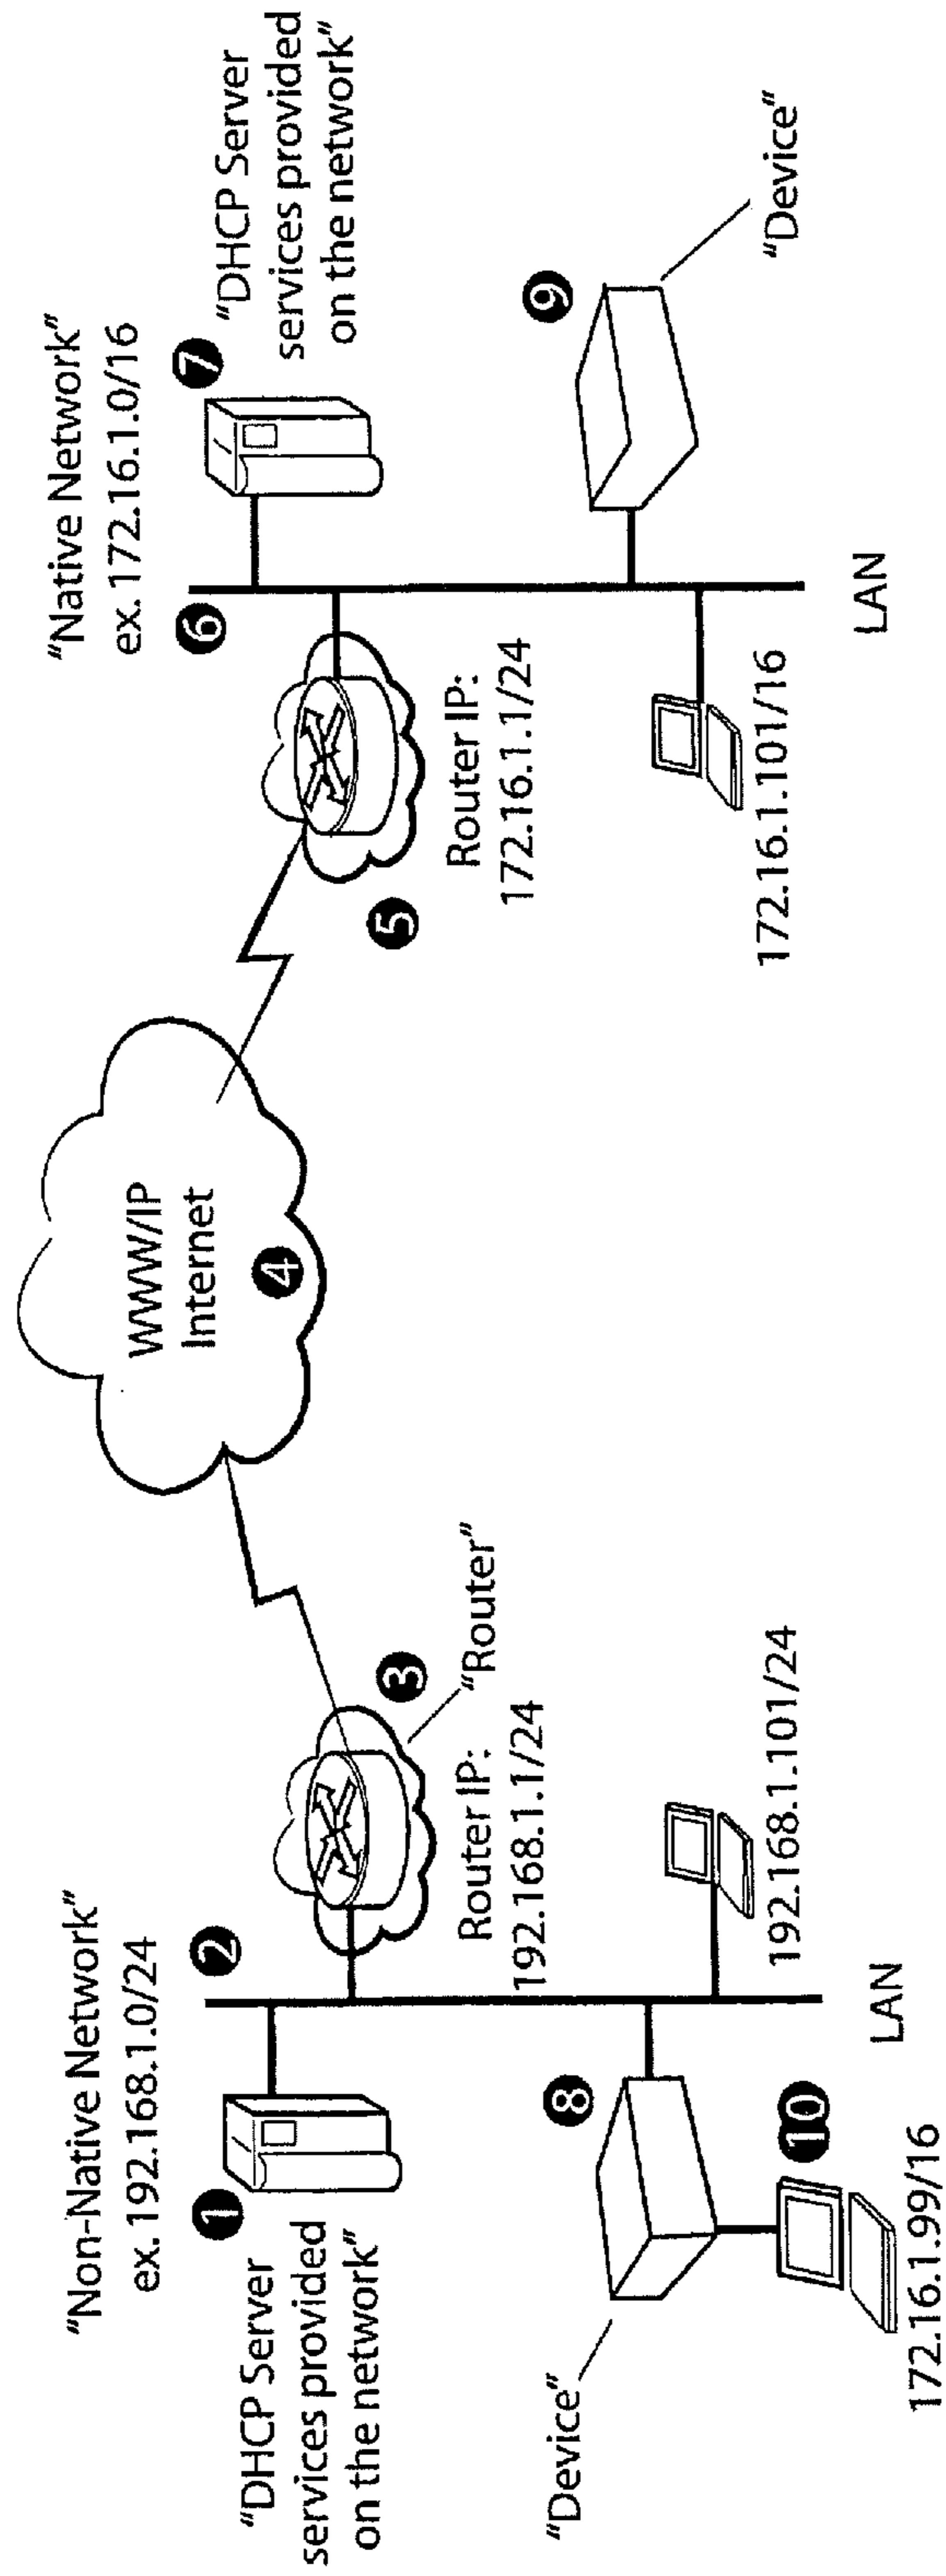 "Non-Native Network"
ex. 192.168.1.0/24
1
"DHCP Server
services provided
on the network"
2
3
"Router"
Router IP:
192.168.1.1/24
"Device"
8
10
172.16.1.99/16
192.168.1.101/24
LAN
WWW/IP
Internet
4
"Native Network"
ex. 172.16.1.0/16
6
7
"DHCP Server
services provided
on the network"
5
Router IP:
172.16.1.1/24
9
"Device"
172.16.1.101/16
LAN